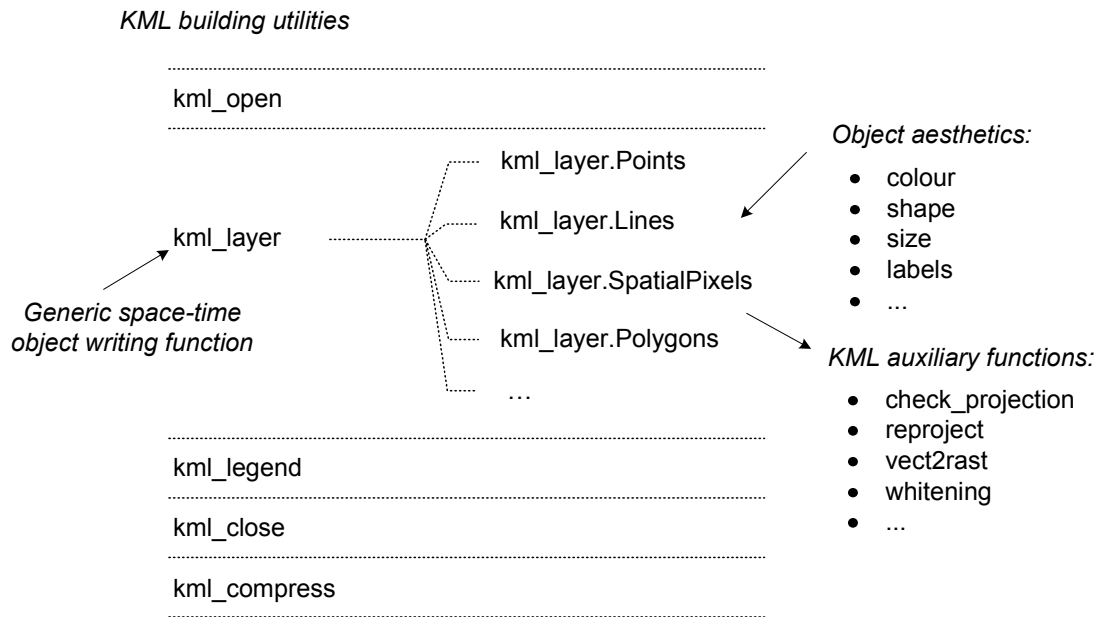 KML building utilities
kml_open
kml_layer
Generic space-time
object writing function
kml_layer.Points
kml_layer.Lines
kml_layer.SpatialPixels
kml_layer.Polygons
...
Object aesthetics:
● colour
● shape
● size
● labels
● ...
KML auxiliary functions:
● check_projection
● reproject
● vect2rast
● whitening
● ...
kml_legend
kml_close
kml_compress